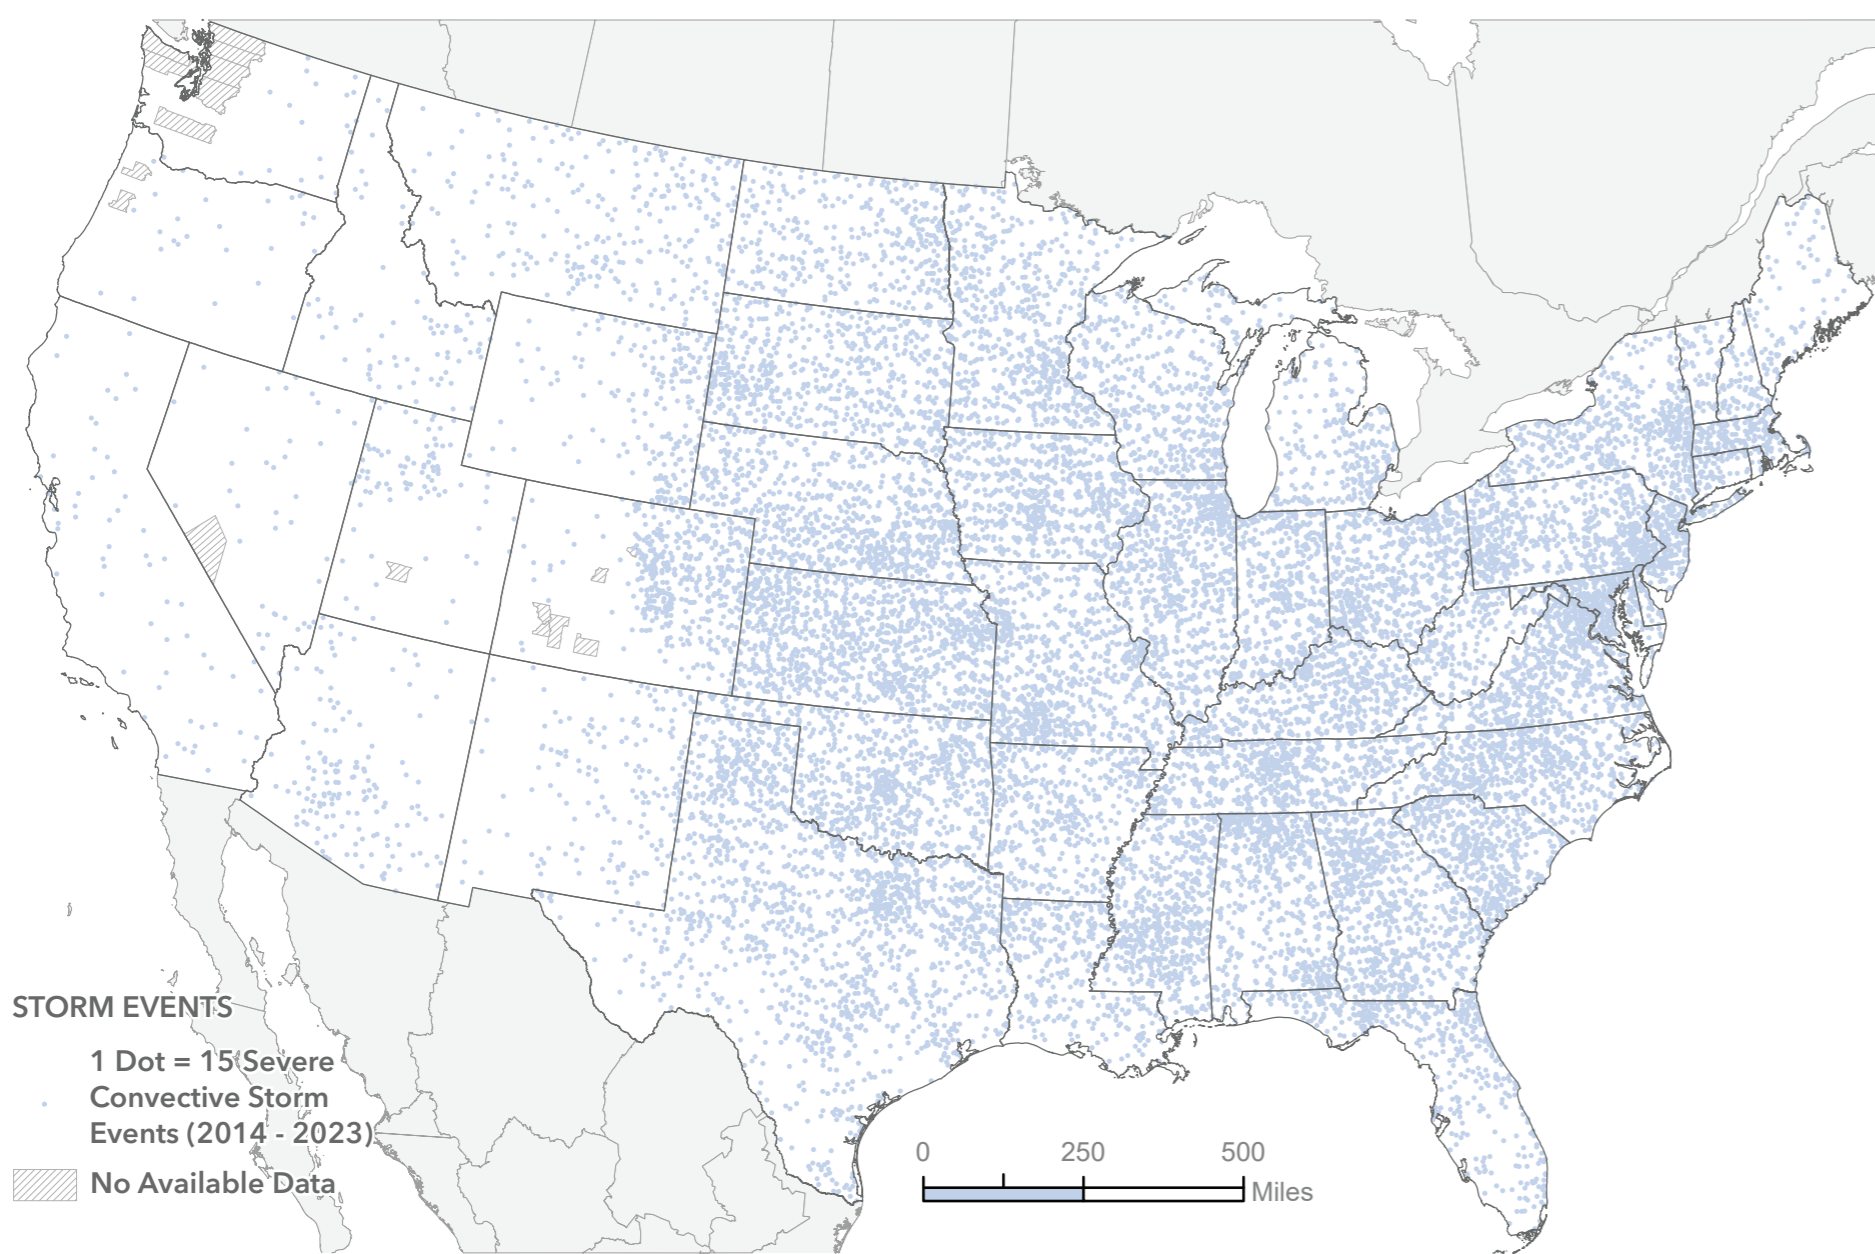 STORM EVENTS
1 Dot = 15 Severe
Convective Storm
Events (2014 - 2023)
No Available Data
0 250 500
Miles